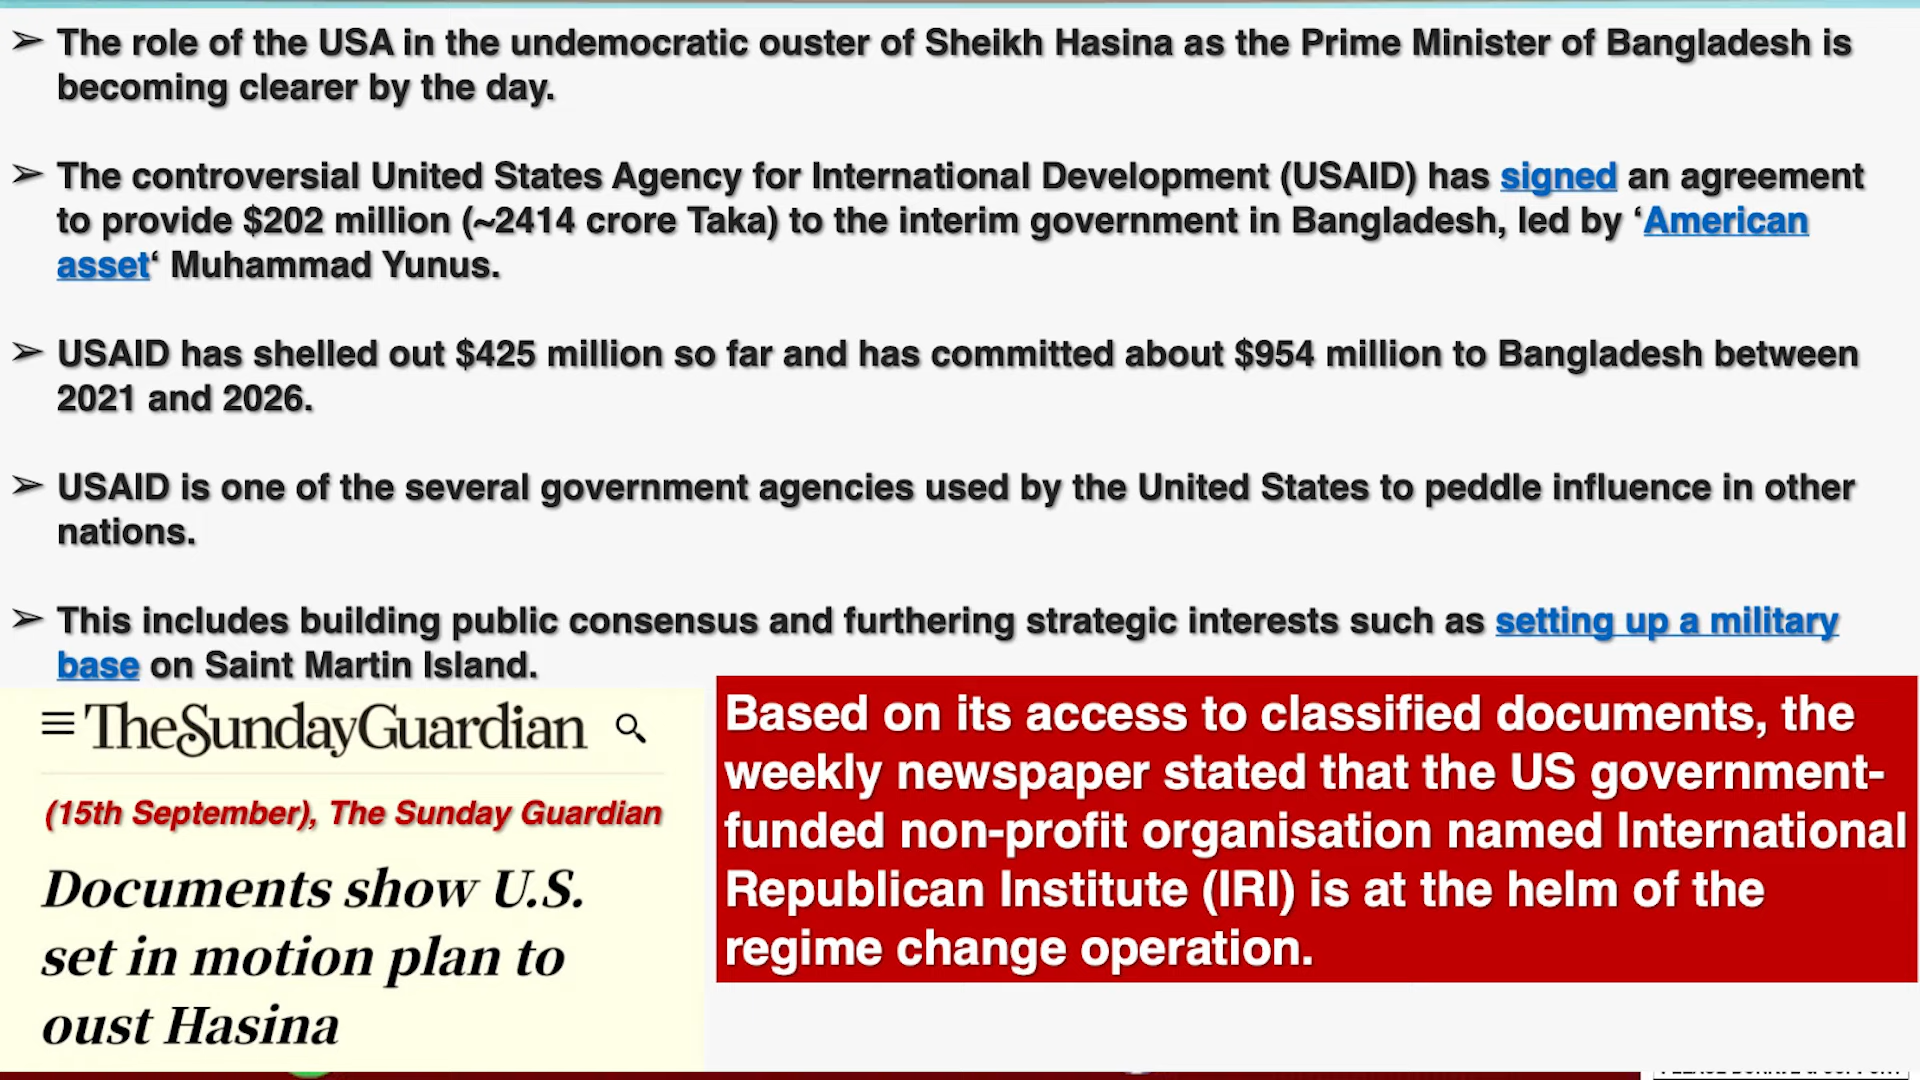 ➢ The role of the USA in the undemocratic ouster of Sheikh Hasina as the Prime Minister of Bangladesh is
becoming clearer by the day.
➢ The controversial United States Agency for International Development (USAID) has signed an agreement
to provide $202 million (~2414 crore Taka) to the interim government in Bangladesh, led by ‘American
asset‘ Muhammad Yunus.
➢ USAID has shelled out $425 million so far and has committed about $954 million to Bangladesh between
2021 and 2026.
➢ USAID is one of the several government agencies used by the United States to peddle influence in other
nations.
➢ This includes building public consensus and furthering strategic interests such as setting up a military
base on Saint Martin Island.
TheSundayGuardian
(15th September), The Sunday Guardian
Documents show U.S.
set in motion plan to
oust Hasina
Based on its access to classified documents, the
weekly newspaper stated that the US government-
funded non-profit organisation named International
Republican Institute (IRI) is at the helm of the
regime change operation.